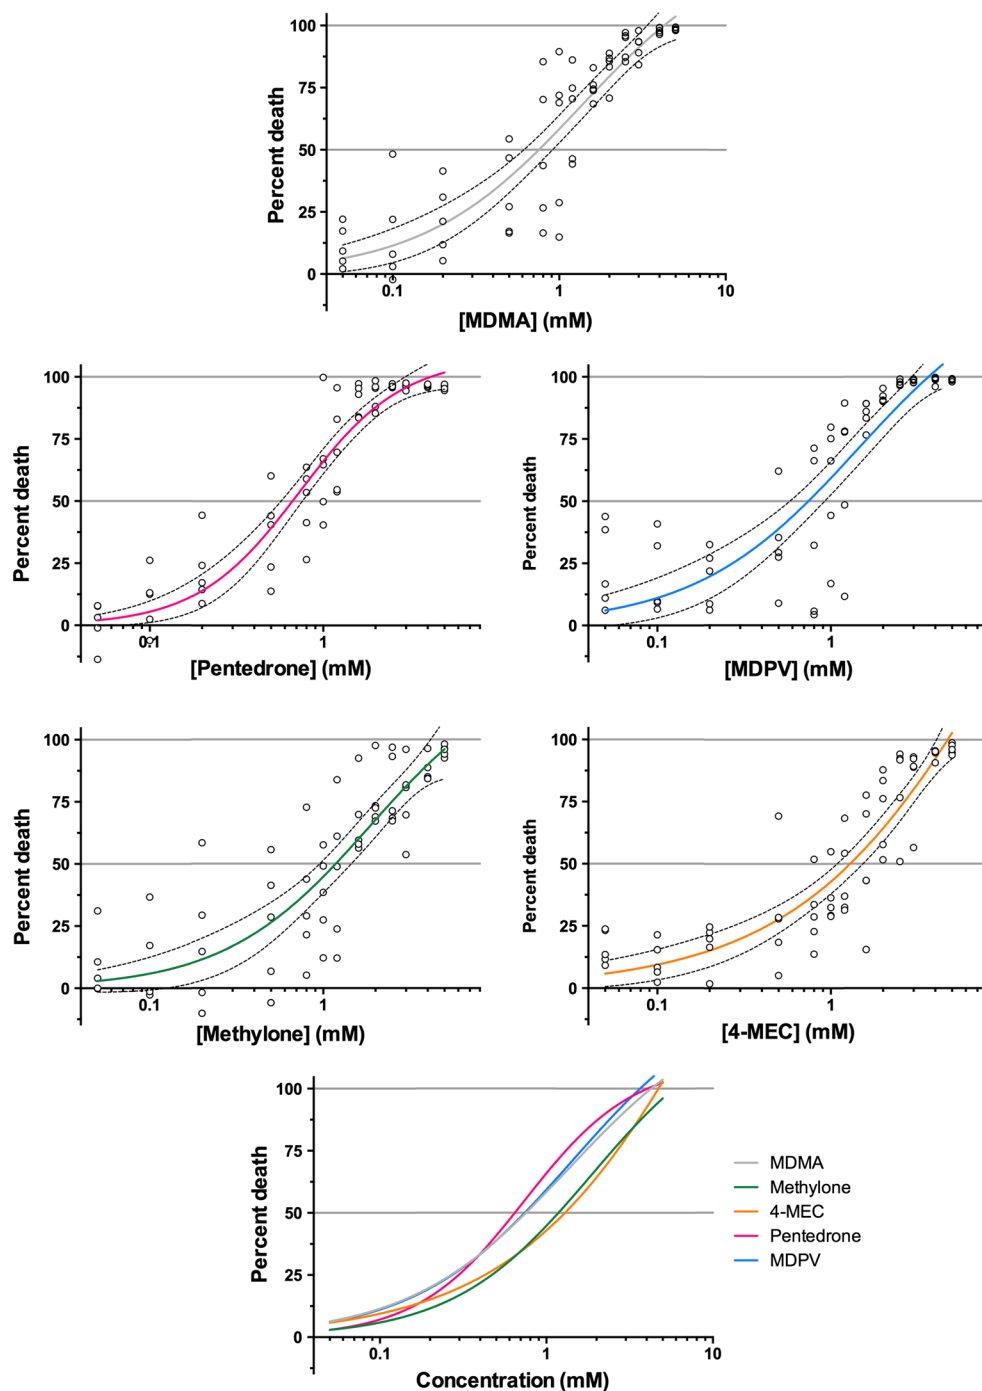 100
75
50
25
0
Percent death
0.1 1 10
[MDMA] (mM)
100
75
50
25
0
Percent death
0.1 1
[Pentedrone] (mM)
100
75
50
25
0
Percent death
0.1 1
[MDPV] (mM)
100
75
50
25
0
Percent death
0.1 1
[Methylone] (mM)
100
75
50
25
0
Percent death
0.1 1
[4-MEC] (mM)
100
75
50
25
0
Percent death
0.1 1 10
Concentration (mM)
MDMA
Methylone
4-MEC
Pentedrone
MDPV